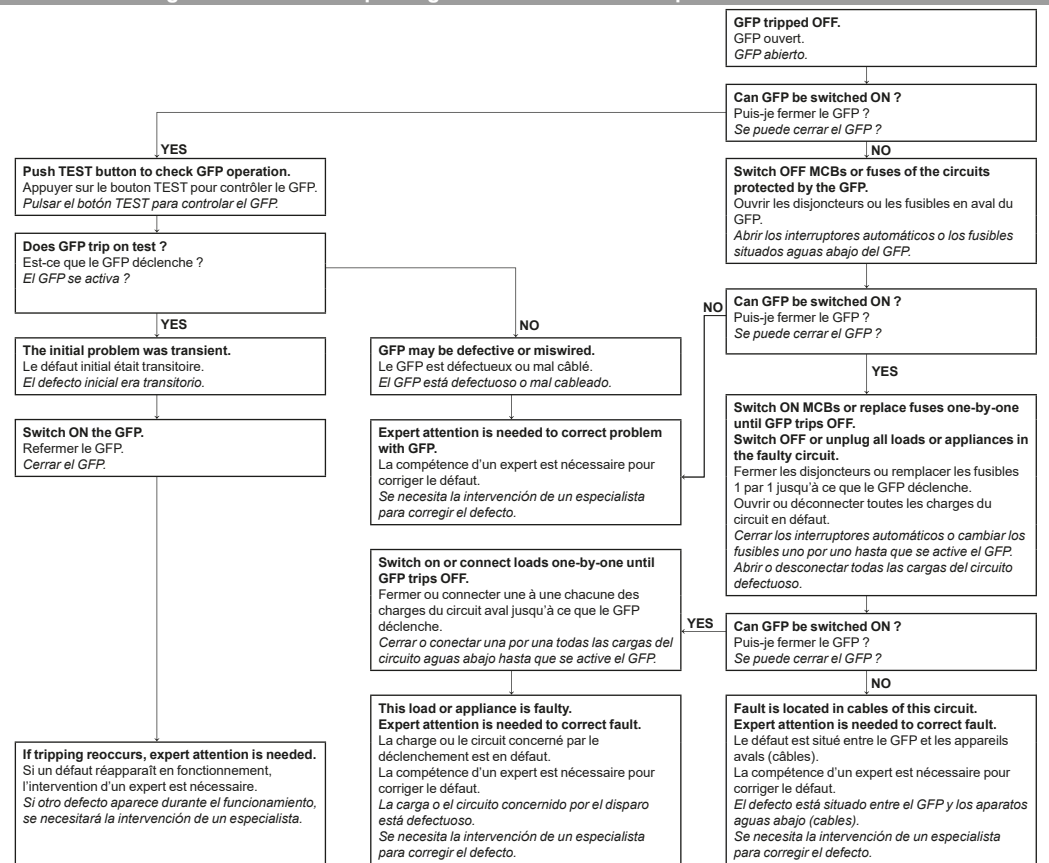 GFP tripped OFF.
GFP ouvert.
GFP abierto.
Can GFP be switched ON ?
Puis-je fermer le GFP ?
Se puede cerrar el GFP ?
YES
Push TEST button to check GFP operation.
Appuyer sur le bouton TEST pour contrôler le GFP.
Pulsar el botón TEST para controlar el GFP.
Does GFP trip on test ?
Est-ce que le GFP déclenche ?
El GFP se activa ?
YES
The initial problem was transient.
Le défaut initial était transitoire.
El defecto inicial era transitorio.
Switch ON the GFP.
Refermer le GFP.
Cerrar el GFP.
If tripping reoccurs, expert attention is needed.
Si un défaut réapparaît en fonctionnement,
l'intervention d'un expert est nécessaire.
Si otro defecto aparece durante el funcionamiento,
se necesitará la intervención de un especialista.
NO
GFP may be defective or miswired.
Le GFP est défectueux ou mal câblé.
El GFP está defectuoso o mal cableado.
Expert attention is needed to correct problem
with GFP.
La compétence d'un expert est nécessaire pour
corriger le défaut.
Se necesita la intervención de un especialista
para corregir el defecto.
NO
Switch OFF MCBs or fuses of the circuits
protected by the GFP.
Ouvrir les disjoncteurs ou les fusibles en aval du
GFP.
Abrir los interruptores automáticos o los fusibles
situados aguas abajo del GFP.
NO
Can GFP be switched ON ?
Puis-je fermer le GFP ?
Se puede cerrar el GFP ?
YES
Switch ON MCBs or replace fuses one-by-one
until GFP trips OFF.
Switch OFF or unplug all loads or appliances in
the faulty circuit.
Fermer les disjoncteurs ou remplacer les fusibles
1 par 1 jusqu'à ce que le GFP déclenche.
Ouvrir ou déconnecter toutes les charges du
circuit en défaut.
Cerrar los interruptores automáticos o cambiar los
fusibles uno por uno hasta que se active el GFP.
Abrir o desconectar todas las cargas del circuito
defectuoso.
Can GFP be switched ON ?
Puis-je fermer le GFP ?
Se puede cerrar el GFP ?
YES
Switch on or connect loads one-by-one until
GFP trips OFF.
Fermer ou connecter une à une chacune des
charges du circuit aval jusqu'à ce que le GFP
déclenche.
Cerrar o conectar una por una todas las cargas del
circuito aguas abajo hasta que se active el GFP.
This load or appliance is faulty.
Expert attention is needed to correct fault.
La charge ou le circuit concerné par le
déclenchement est en défaut.
La compétence d'un expert est nécessaire pour
corriger le défaut.
La carga o el circuito concernido por el disparo
está defectuoso.
Se necesita la intervención de un especialista
para corregir el defecto.
NO
Fault is located in cables of this circuit.
Expert attention is needed to correct fault.
Le défaut est situé entre le GFP et les appareils
avals (câbles).
La compétence d'un expert est nécessaire pour
corriger le défaut.
El defecto está situado entre el GFP y los aparatos
aguas abajo (cables).
Se necesita la intervención de un especialista
para corregir el defecto.